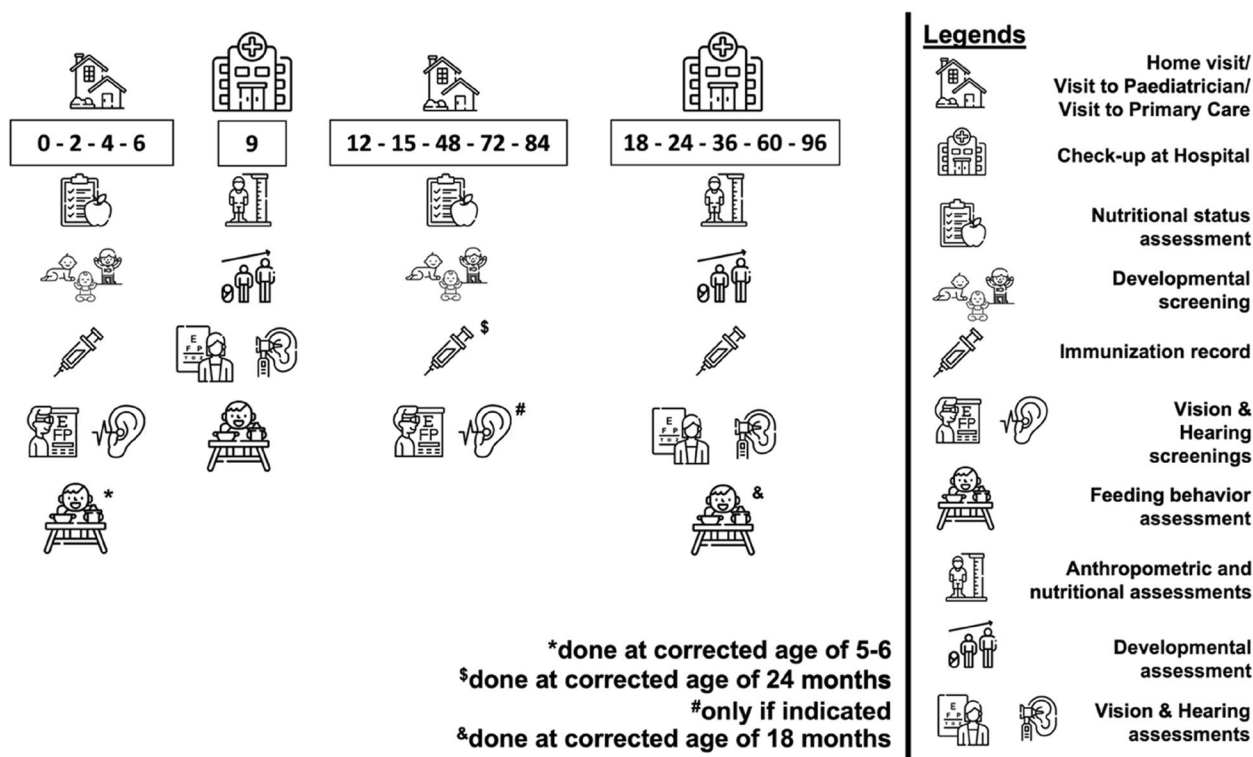 0 - 2 - 4 - 6
9
12 - 15 - 48 - 72 - 84
18 - 24 - 36 - 60 - 96
$
#
*
&
*done at corrected age of 5-6
$done at corrected age of 24 months
#only if indicated
&done at corrected age of 18 months
Legends
Home visit/
Visit to Paediatrician/
Visit to Primary Care
Check-up at Hospital
Nutritional status
assessment
Developmental
screening
Immunization record
Vision &
Hearing
screenings
Feeding behavior
assessment
Anthropometric and
nutritional assessments
Developmental
assessment
Vision & Hearing
assessments